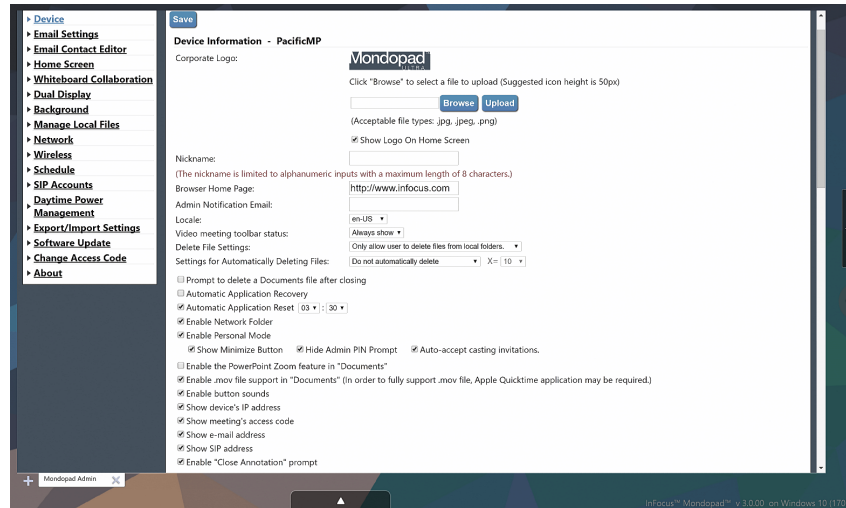 Device
Email Settings
Email Contact Editor
Home Screen
Whiteboard Collaboration
Dual Display
Background
Manage Local Files
Network
Wireless
Schedule
SIP Accounts
Daytime Power
Management
Export/Import Settings
Software Update
Change Access Code
About
Save
Device Information - PacificMP
Corporate Logo:
Mondopad™
ULTRA
Click "Browse" to select a file to upload (Suggested icon height is 50px)
Browse Upload
(Acceptable file types: .jpg, .jpeg, .png)
Show Logo On Home Screen
Nickname:
(The nickname is limited to alphanumeric inputs with a maximum length of 8 characters.)
Browser Home Page: http://www.infocus.com
Admin Notification Email:
Locale: en-US
Video meeting toolbar status: Always show
Delete File Settings: Only allow user to delete files from local folders.
Settings for Automatically Deleting Files: Do not automatically delete X= 10
Prompt to delete a Documents file after closing
Automatic Application Recovery
Automatic Application Reset 03 : 30
Enable Network Folder
Enable Personal Mode
Show Minimize Button Hide Admin PIN Prompt Auto-accept casting invitations.
Enable the PowerPoint Zoom feature in "Documents"
Enable .mov file support in "Documents" (In order to fully support .mov file, Apple Quicktime application may be required.)
Enable button sounds
Show device's IP address
Show meeting's access code
Show e-mail address
Show SIP address
Enable "Close Annotation" prompt
Mondopad Admin
InFocus™ Mondopad™ v 3.0.00 on Windows 10 (170